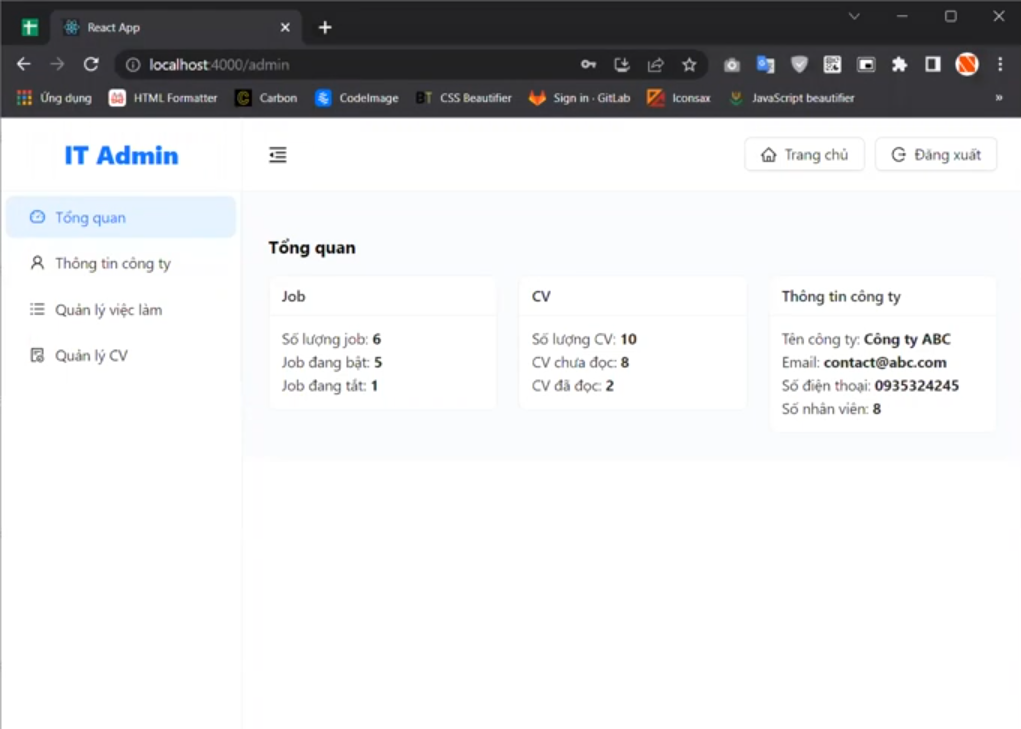 React App
localhost:4000/admin
Ứng dụng HTML Formatter Carbon CodeImage BT CSS Beautifier Sign in · GitLab Iconsax JavaScript beautifier »
IT Admin
Trang chủ Đăng xuất
Tổng quan
Thông tin công ty
Quản lý việc làm
Quản lý CV
Tổng quan
Job
Số lượng job: 6
Job đang bật: 5
Job đang tắt: 1
CV
Số lượng CV: 10
CV chưa đọc: 8
CV đã đọc: 2
Thông tin công ty
Tên công ty: Công ty ABC
Email: contact@abc.com
Số điện thoại: 0935324245
Số nhân viên: 8